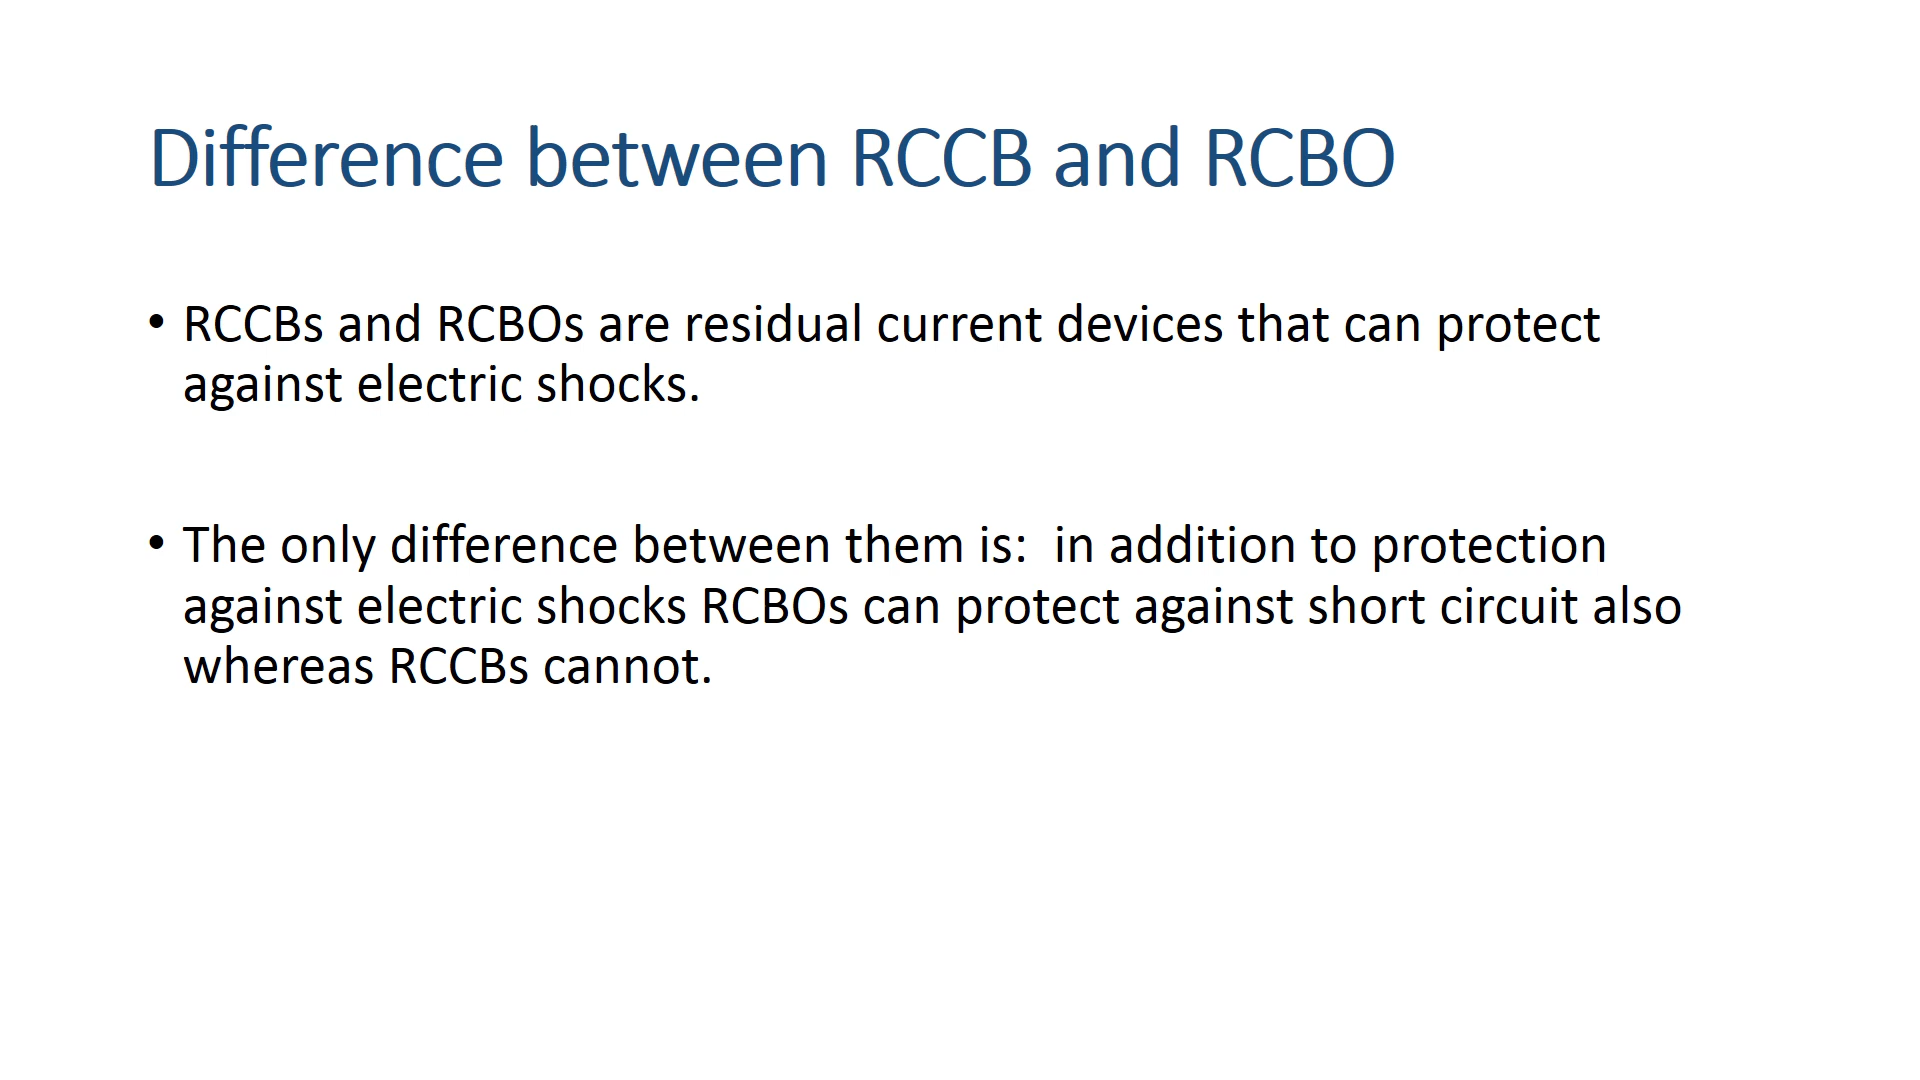 Difference between RCCB and RCBO
• RCCBs and RCBOs are residual current devices that can protect
against electric shocks.
• The only difference between them is:  in addition to protection
against electric shocks RCBOs can protect against short circuit also
whereas RCCBs cannot.